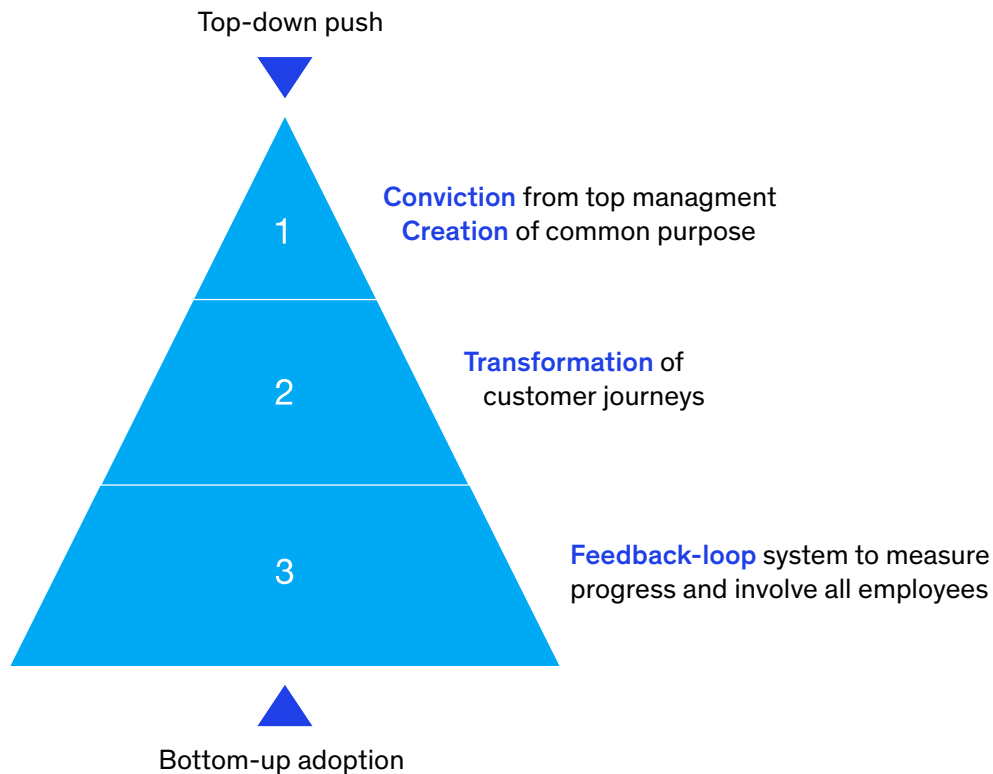 Top-down push
1
Conviction from top managment
Creation of common purpose
2
Transformation of
customer journeys
3
Feedback-loop system to measure
progress and involve all employees
Bottom-up adoption